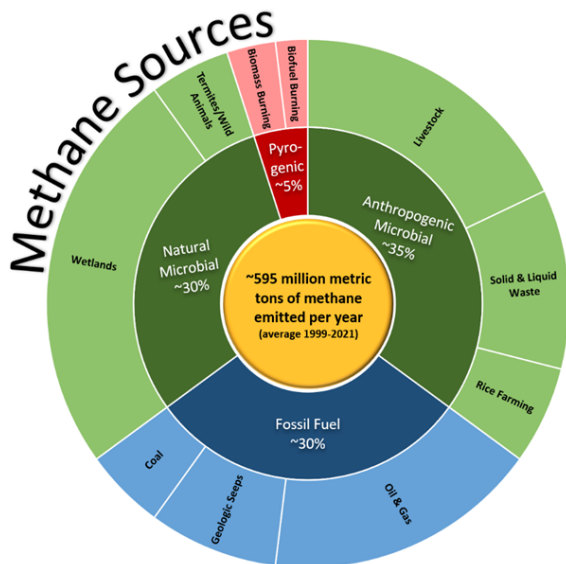 Methane Sources
Termites/Wild
Animals
Biomass Burning
Biofuel Burning
Livestock
Pyro-
genic
~5%
Anthropogenic
Microbial
~35%
Natural
Microbial
~30%
Wetlands
Solid & Liquid
Waste
~595 million metric
tons of methane
emitted per year
(average 1999-2021)
Rice Farming
Fossil Fuel
~30%
Coal
Geologic Seeps
Oil & Gas